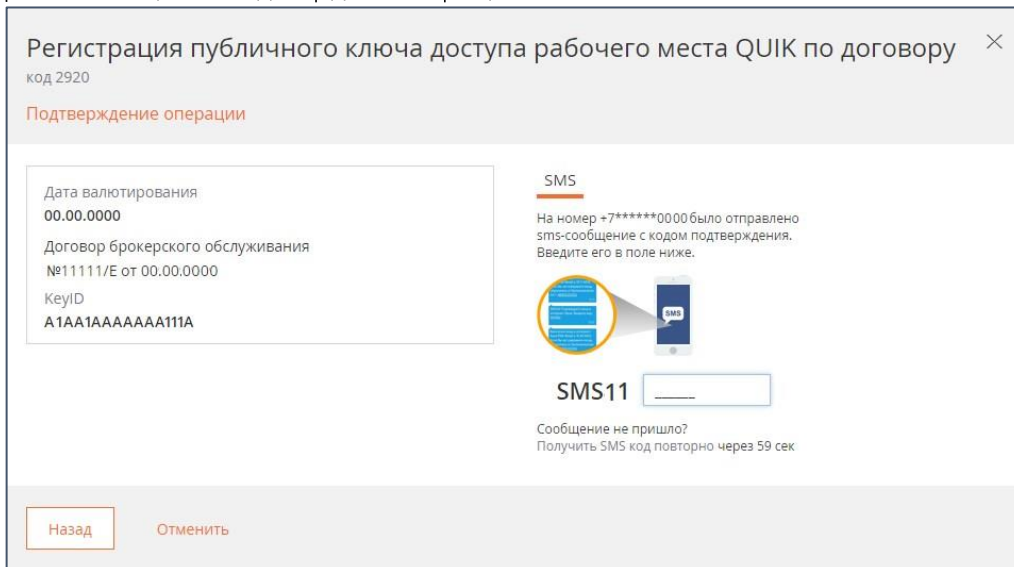 Регистрация публичного ключа доступа рабочего места QUIK по договору
код 2920
Подтверждение операции
Дата валютирования
00.00.0000
Договор брокерского обслуживания
№11111/Е от 00.00.0000
KeyID
A1AA1AAAAAAA111A
SMS
На номер +7******0000 было отправлено
sms-сообщение с кодом подтверждения.
Введите его в поле ниже.
SMS
SMS11
Сообщение не пришло?
Получить SMS код повторно через 59 сек
Назад
Отменить